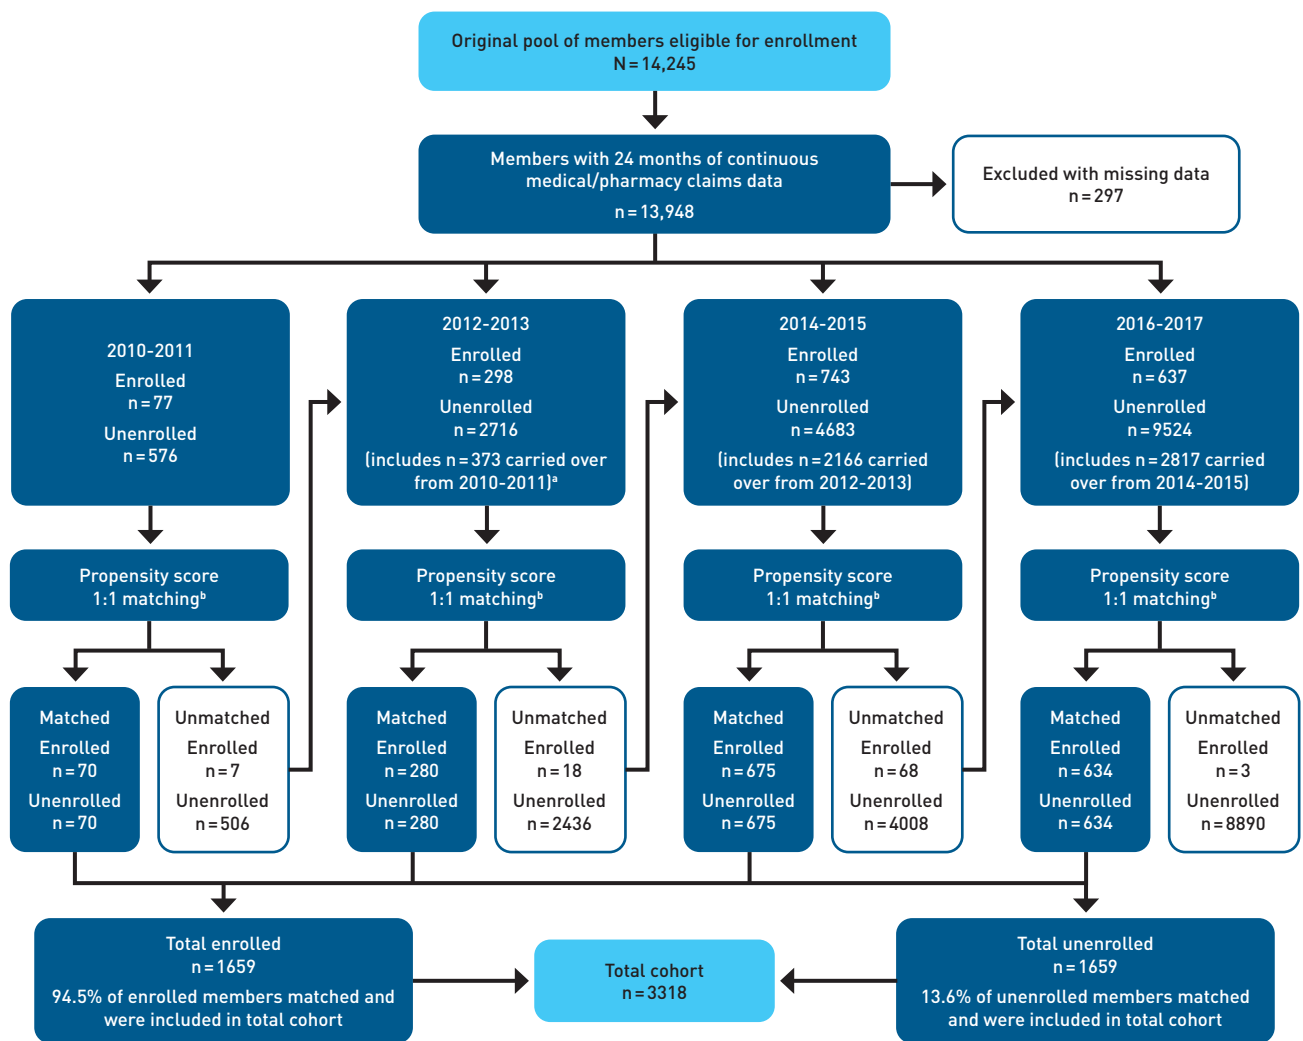 Original pool of members eligible for enrollment
N = 14,245
Members with 24 months of continuous
medical/pharmacy claims data
n = 13,948
Excluded with missing data
n = 297
2010-2011
Enrolled
n = 77
Unenrolled
n = 576
2012-2013
Enrolled
n = 298
Unenrolled
n = 2716
(includes n = 373 carried over
from 2010-2011)ᵃ
2014-2015
Enrolled
n = 743
Unenrolled
n = 4683
(includes n = 2166 carried
over from 2012-2013)
2016-2017
Enrolled
n = 637
Unenrolled
n = 9524
(includes n = 2817 carried
over from 2014-2015)
Propensity score
1:1 matchingᵇ
Propensity score
1:1 matchingᵇ
Propensity score
1:1 matchingᵇ
Propensity score
1:1 matchingᵇ
Matched
Enrolled
n = 70
Unenrolled
n = 70
Unmatched
Enrolled
n = 7
Unenrolled
n = 506
Matched
Enrolled
n = 280
Unenrolled
n = 280
Unmatched
Enrolled
n = 18
Unenrolled
n = 2436
Matched
Enrolled
n = 675
Unenrolled
n = 675
Unmatched
Enrolled
n = 68
Unenrolled
n = 4008
Matched
Enrolled
n = 634
Unenrolled
n = 634
Unmatched
Enrolled
n = 3
Unenrolled
n = 8890
Total enrolled
n = 1659
94.5% of enrolled members matched and
were included in total cohort
Total cohort
n = 3318
Total unenrolled
n = 1659
13.6% of unenrolled members matched
and were included in total cohort